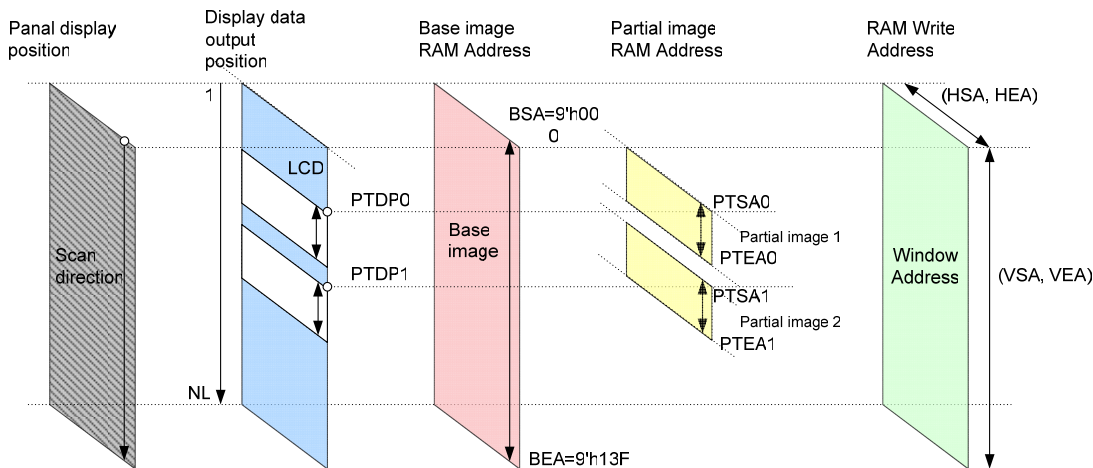 Panal display
position
Display data
output
position
Base image
RAM Address
Partial image
RAM Address
RAM Write
Address
1
BSA=9'h00
0
(HSA, HEA)
LCD
PTDP0
PTSA0
Partial image 1
PTEA0
Scan
direction
Base
image
Window
Address
(VSA, VEA)
PTDP1
PTSA1
Partial image 2
PTEA1
NL
BEA=9'h13F